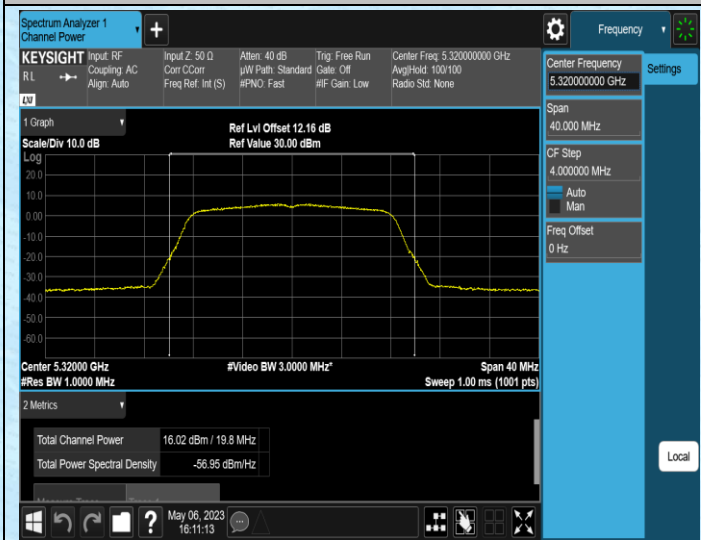 Spectrum Analyzer 1
Channel Power
Frequency
KEYSIGHT
R L
LXI
Input: RF
Coupling: AC
Align: Auto
Input Z: 50 Ω
Corr CCorr
Freq Ref: Int (S)
Atten: 40 dB
µW Path: Standard
#PNO: Fast
Trig: Free Run
Gate: Off
#IF Gain: Low
Center Freq: 5.320000000 GHz
Avg|Hold: 100/100
Radio Std: None
Center Frequency
5.320000000 GHz
Settings
Span
40.000 MHz
CF Step
4.000000 MHz
Auto
Man
Freq Offset
0 Hz
1 Graph
Scale/Div 10.0 dB
Ref Lvl Offset 12.16 dB
Ref Value 30.00 dBm
Log
20.0
10.0
0.00
-10.0
-20.0
-30.0
-40.0
-50.0
-60.0
Center 5.32000 GHz
#Video BW 3.0000 MHz*
Span 40 MHz
#Res BW 1.0000 MHz
Sweep 1.00 ms (1001 pts)
2 Metrics
Total Channel Power 16.02 dBm / 19.8 MHz
Total Power Spectral Density -56.95 dBm/Hz
Local
?
May 06, 2023
16:11:13